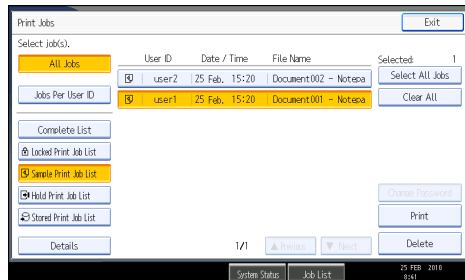 Print Jobs
Exit
Select job(s).
All Jobs
User ID
Date / Time
File Name
Selected:
1
user2
25 Feb. 15:20
Document002 - Notepa
Select All Jobs
Jobs Per User ID
user1
25 Feb. 15:20
Document001 - Notepa
Clear All
Complete List
Locked Print Job List
Sample Print Job List
Hold Print Job List
Change Password
Stored Print Job List
Print
Details
1/1
▲ Previous
▼ Next
Delete
System Status
Job List
25 FEB 2010
8:41